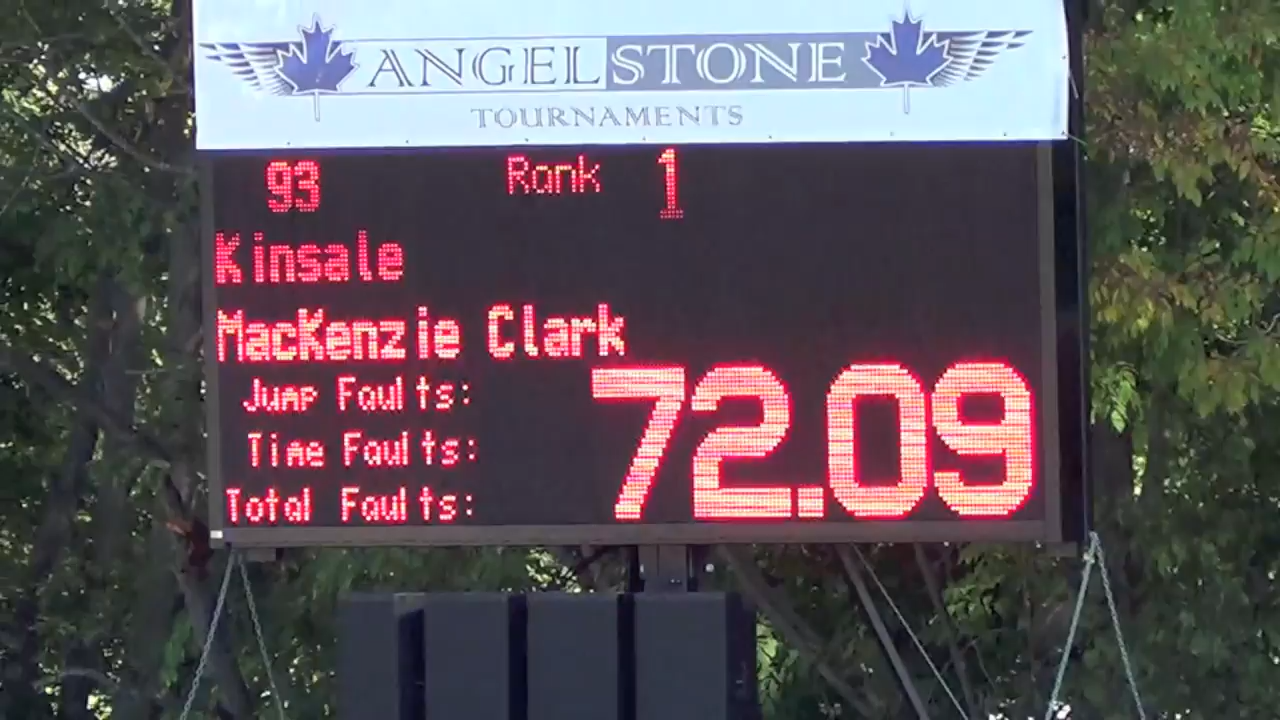 ANGELSTONE
TOURNAMENTS
93 Rank 1
Kinsale
MacKenzie Clark
Jump Faults:
Time Faults:
Total Faults:
72.09